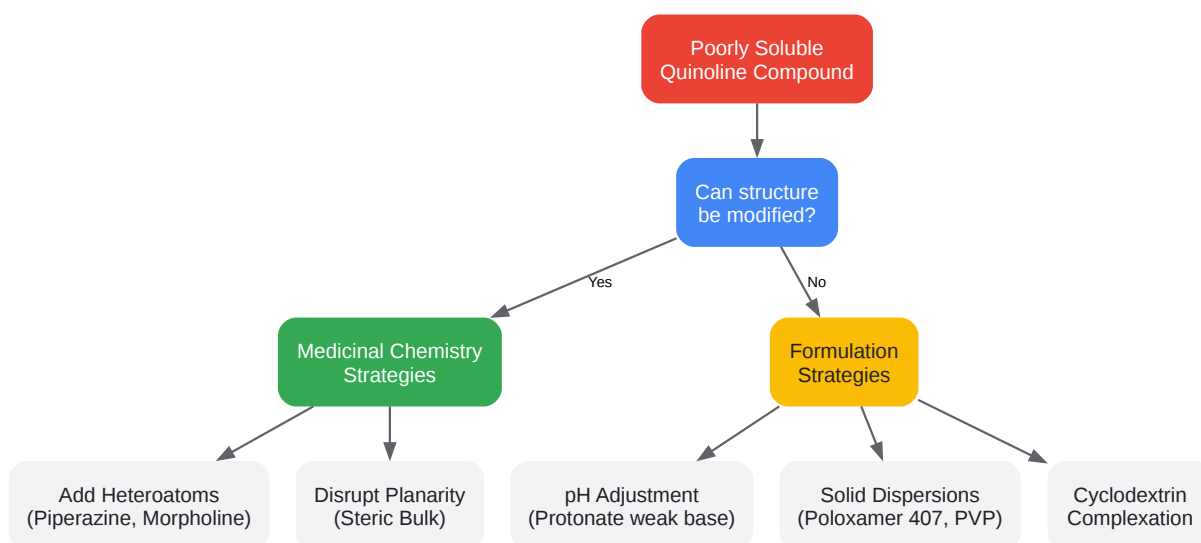 Poorly Soluble
Quinoline Compound
Can structure
be modified?
Yes
No
Medicinal Chemistry
Strategies
Formulation
Strategies
Add Heteroatoms
(Piperazine, Morpholine)
Disrupt Planarity
(Steric Bulk)
pH Adjustment
(Protonate weak base)
Solid Dispersions
(Poloxamer 407, PVP)
Cyclodextrin
Complexation